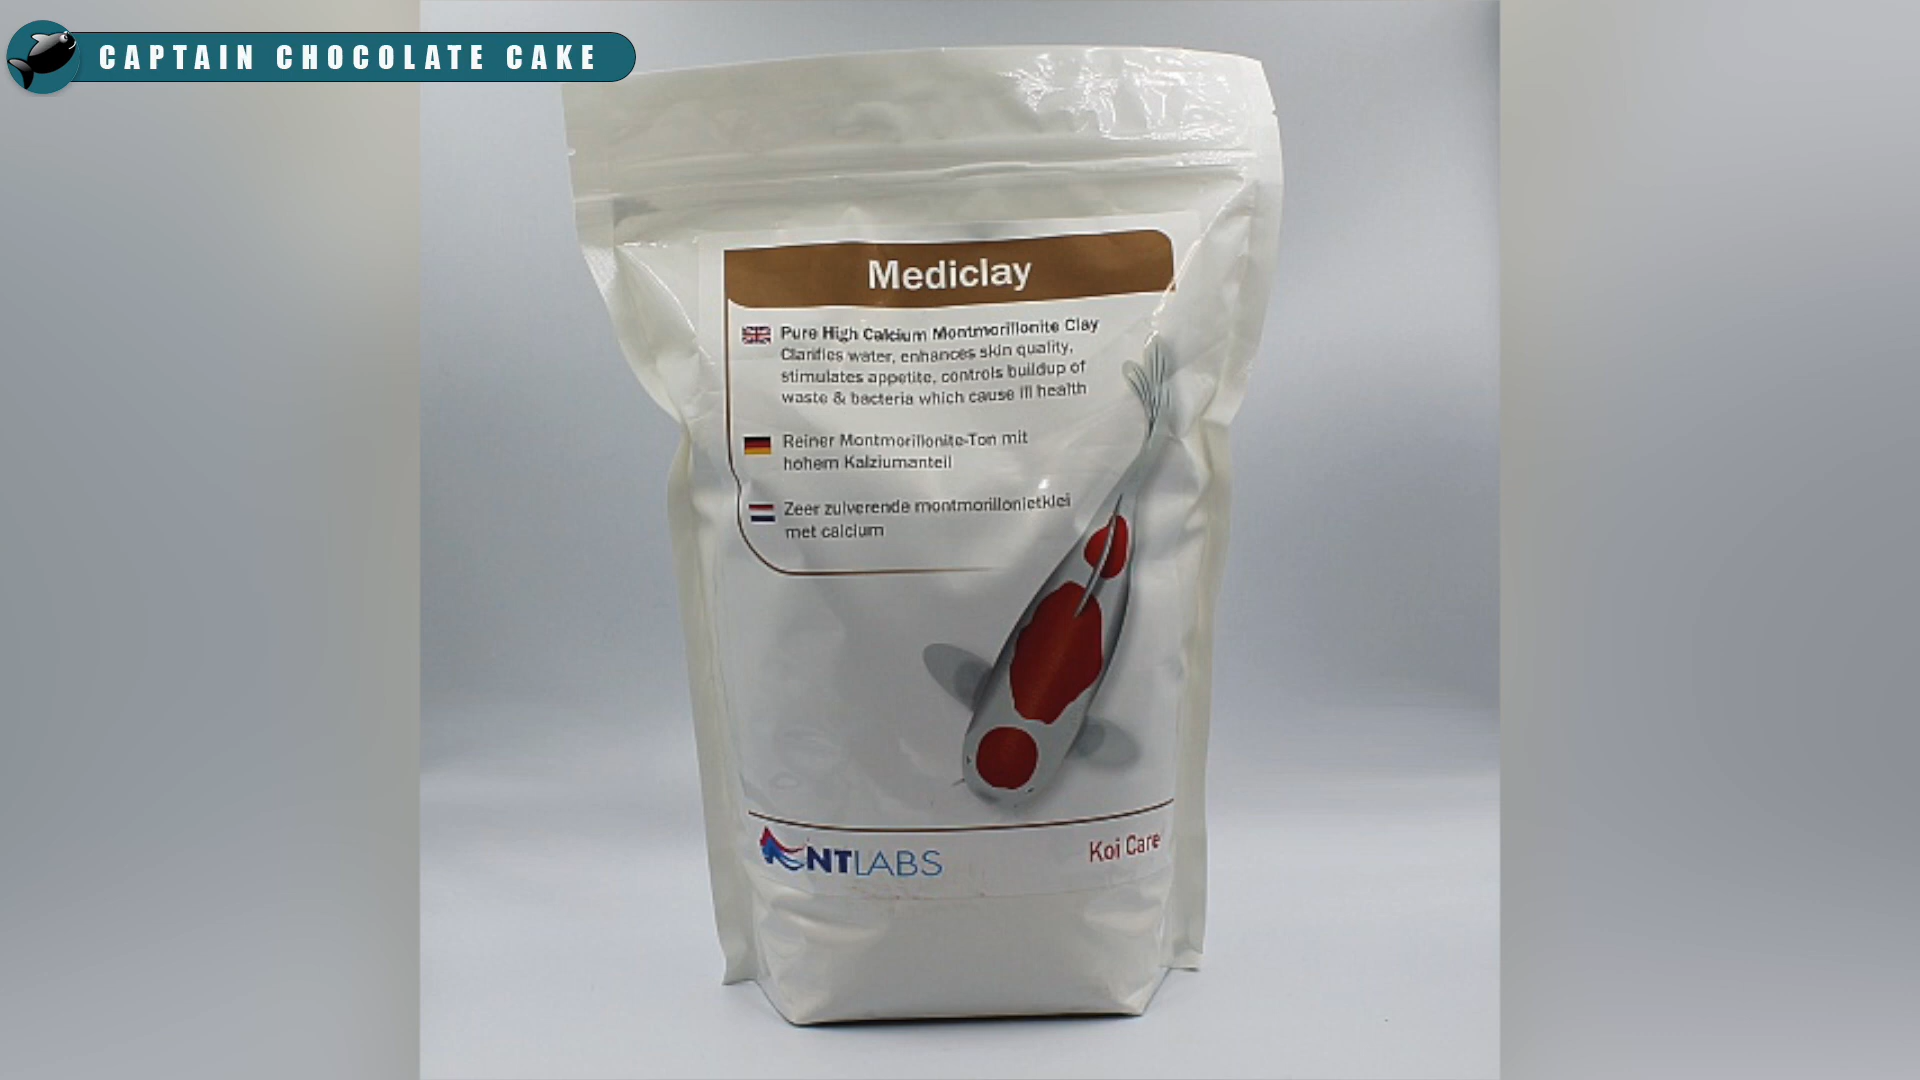 CAPTAIN CHOCOLATE CAKE
Mediclay
Pure High Calcium Montmorillonite Clay
Clarifies water, enhances skin quality,
stimulates appetite, controls buildup of
waste & bacteria which cause ill health
Reiner Montmorillonite-Ton mit
hohem Kalziumanteil
Zeer zuiverende montmorillonietklei
met calcium
NTLABS
Koi Care